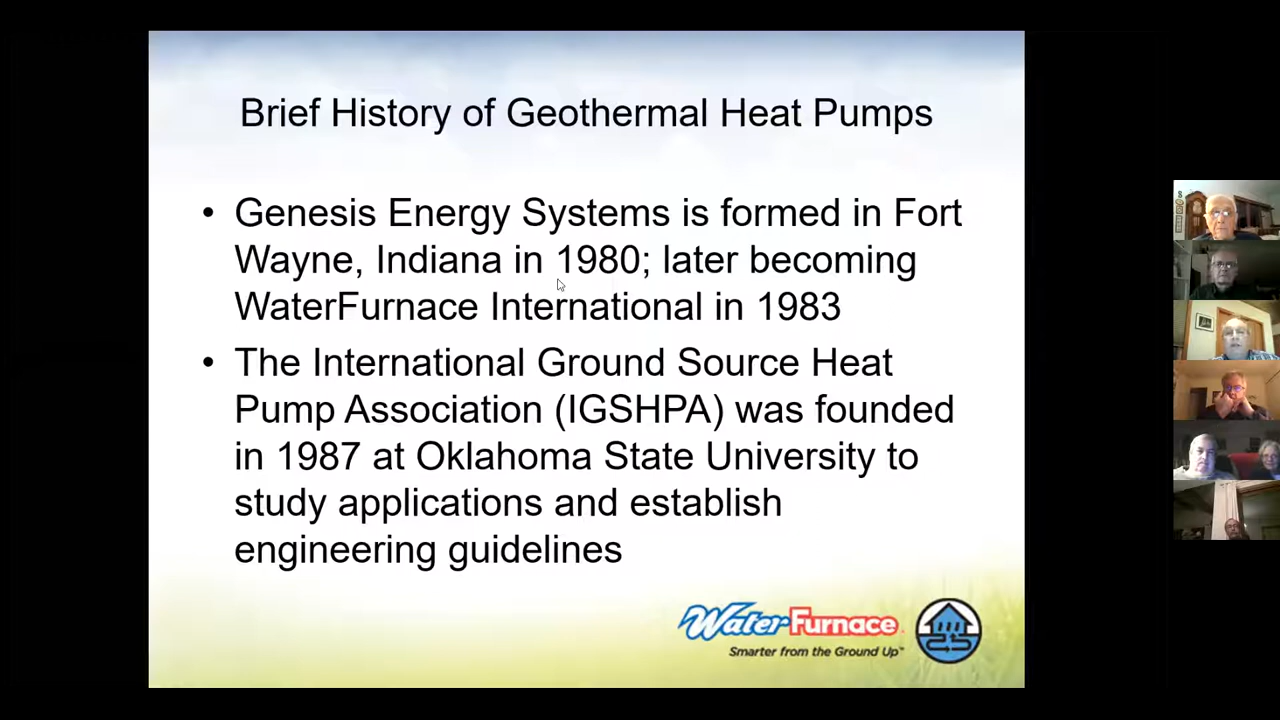 Brief History of Geothermal Heat Pumps
• Genesis Energy Systems is formed in Fort
Wayne, Indiana in 1980; later becoming
WaterFurnace International in 1983
• The International Ground Source Heat
Pump Association (IGSHPA) was founded
in 1987 at Oklahoma State University to
study applications and establish
engineering guidelines
WaterFurnace
Smarter from the Ground Up™